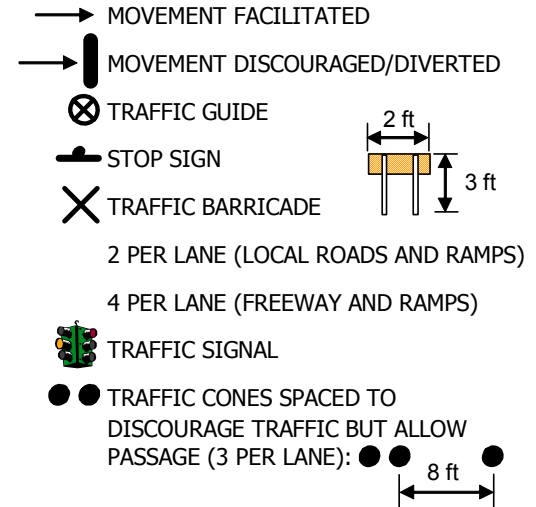 MOVEMENT FACILITATED
MOVEMENT DISCOURAGED/DIVERTED
TRAFFIC GUIDE
2 ft
STOP SIGN
3 ft
TRAFFIC BARRICADE
2 PER LANE (LOCAL ROADS AND RAMPS)
4 PER LANE (FREEWAY AND RAMPS)
TRAFFIC SIGNAL
TRAFFIC CONES SPACED TO
DISCOURAGE TRAFFIC BUT ALLOW
PASSAGE (3 PER LANE):
8 ft